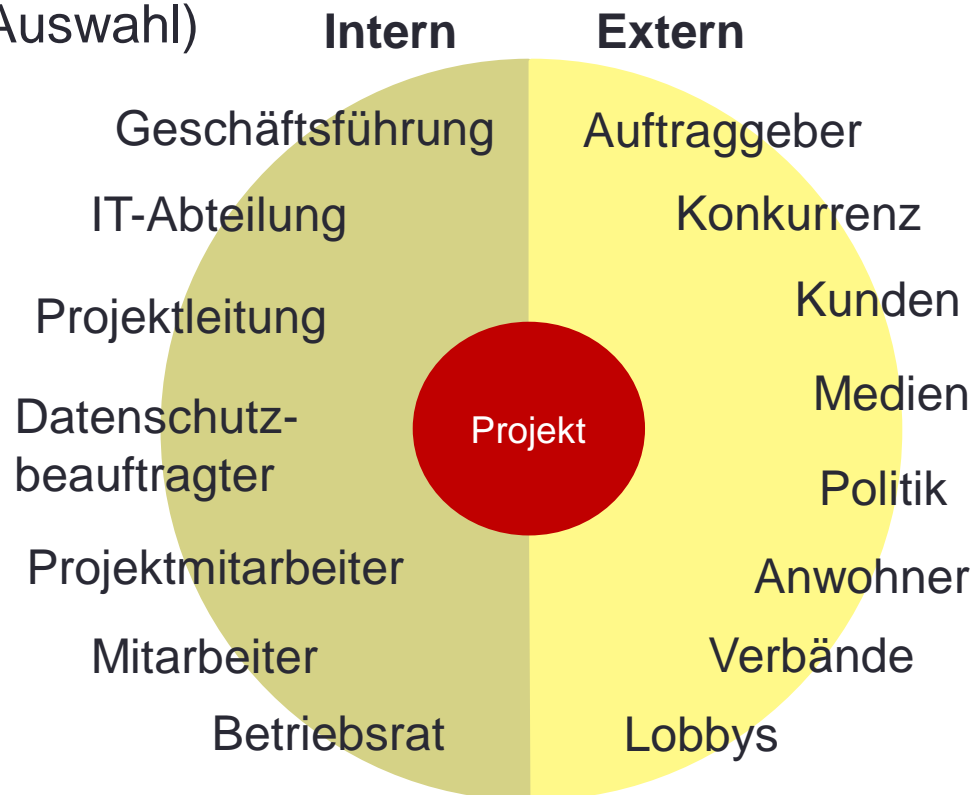 Auswahl)
Intern
Extern
Geschäftsführung
IT-Abteilung
Projektleitung
Datenschutz-
beauftragter
Projektmitarbeiter
Mitarbeiter
Betriebsrat
Projekt
Auftraggeber
Konkurrenz
Kunden
Medien
Politik
Anwohner
Verbände
Lobbys